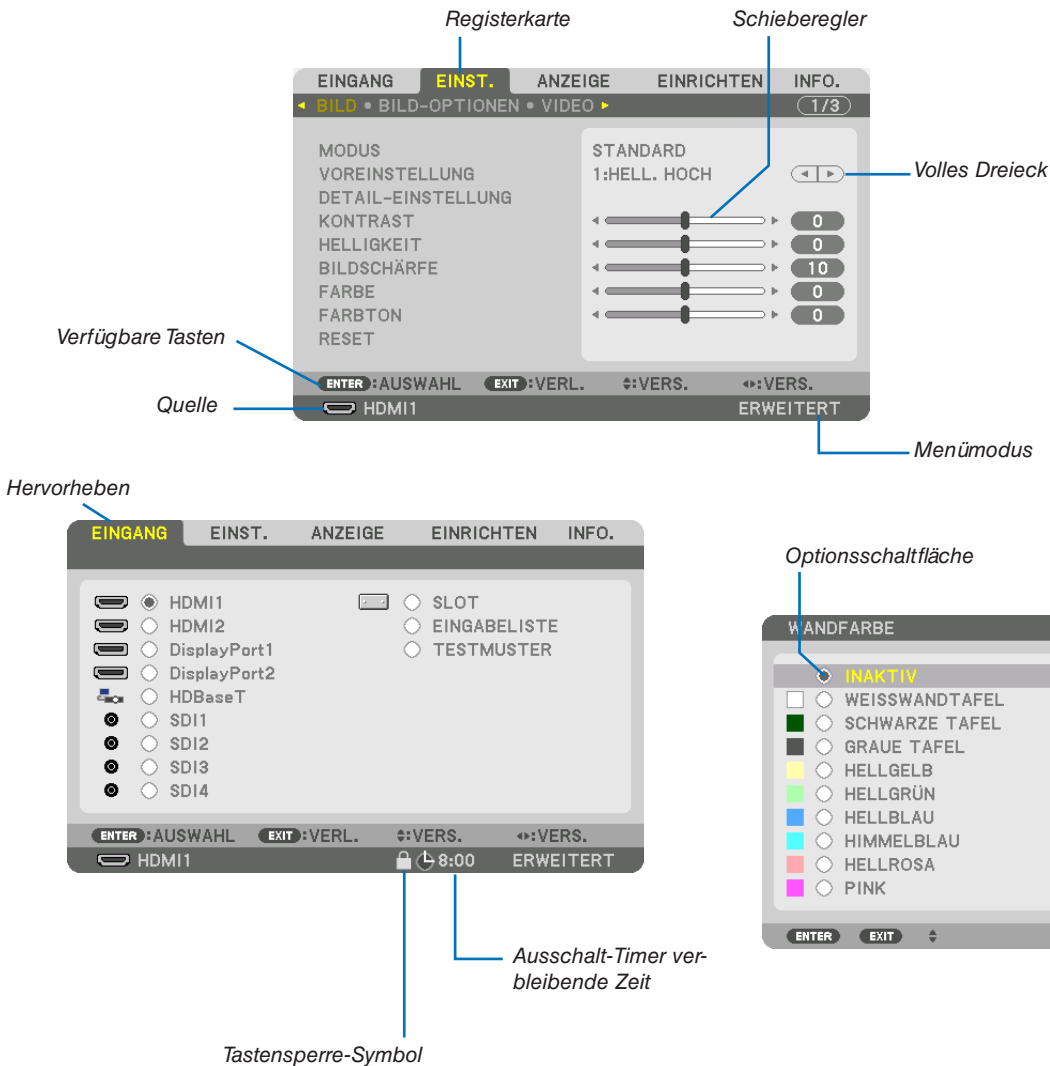 Registerkarte
Schieberegler
EINGANG EINST. ANZEIGE EINRICHTEN INFO.
BILD • BILD-OPTIONEN • VIDEO 1/3
MODUS STANDARD
VOREINSTELLUNG 1:HELL. HOCH
Volles Dreieck
DETAIL-EINSTELLUNG
KONTRAST 0
HELLIGKEIT 0
BILDSCHÄRFE 10
FARBE 0
FARBTON 0
RESET
Verfügbare Tasten
ENTER:AUSWAHL EXIT:VERL. :VERS. :VERS.
Quelle
HDMI1 ERWEITERT
Menümodus
Hervorheben
EINGANG EINST. ANZEIGE EINRICHTEN INFO.
HDMI1 SLOT
HDMI2 EINGABELISTE
DisplayPort1 TESTMUSTER
DisplayPort2
HDBaseT
SDI1
SDI2
SDI3
SDI4
ENTER:AUSWAHL EXIT:VERL. :VERS. :VERS.
HDMI1 8:00 ERWEITERT
Optionsschaltfläche
WANDFARBE
INAKTIV
WEISSWANDTAFEL
SCHWARZE TAFEL
GRAUE TAFEL
HELLGELB
HELLGRÜN
HELLBLAU
HIMMELBLAU
HELLROSA
PINK
ENTER EXIT
Ausschalt-Timer ver-
bleibende Zeit
Tastensperre-Symbol